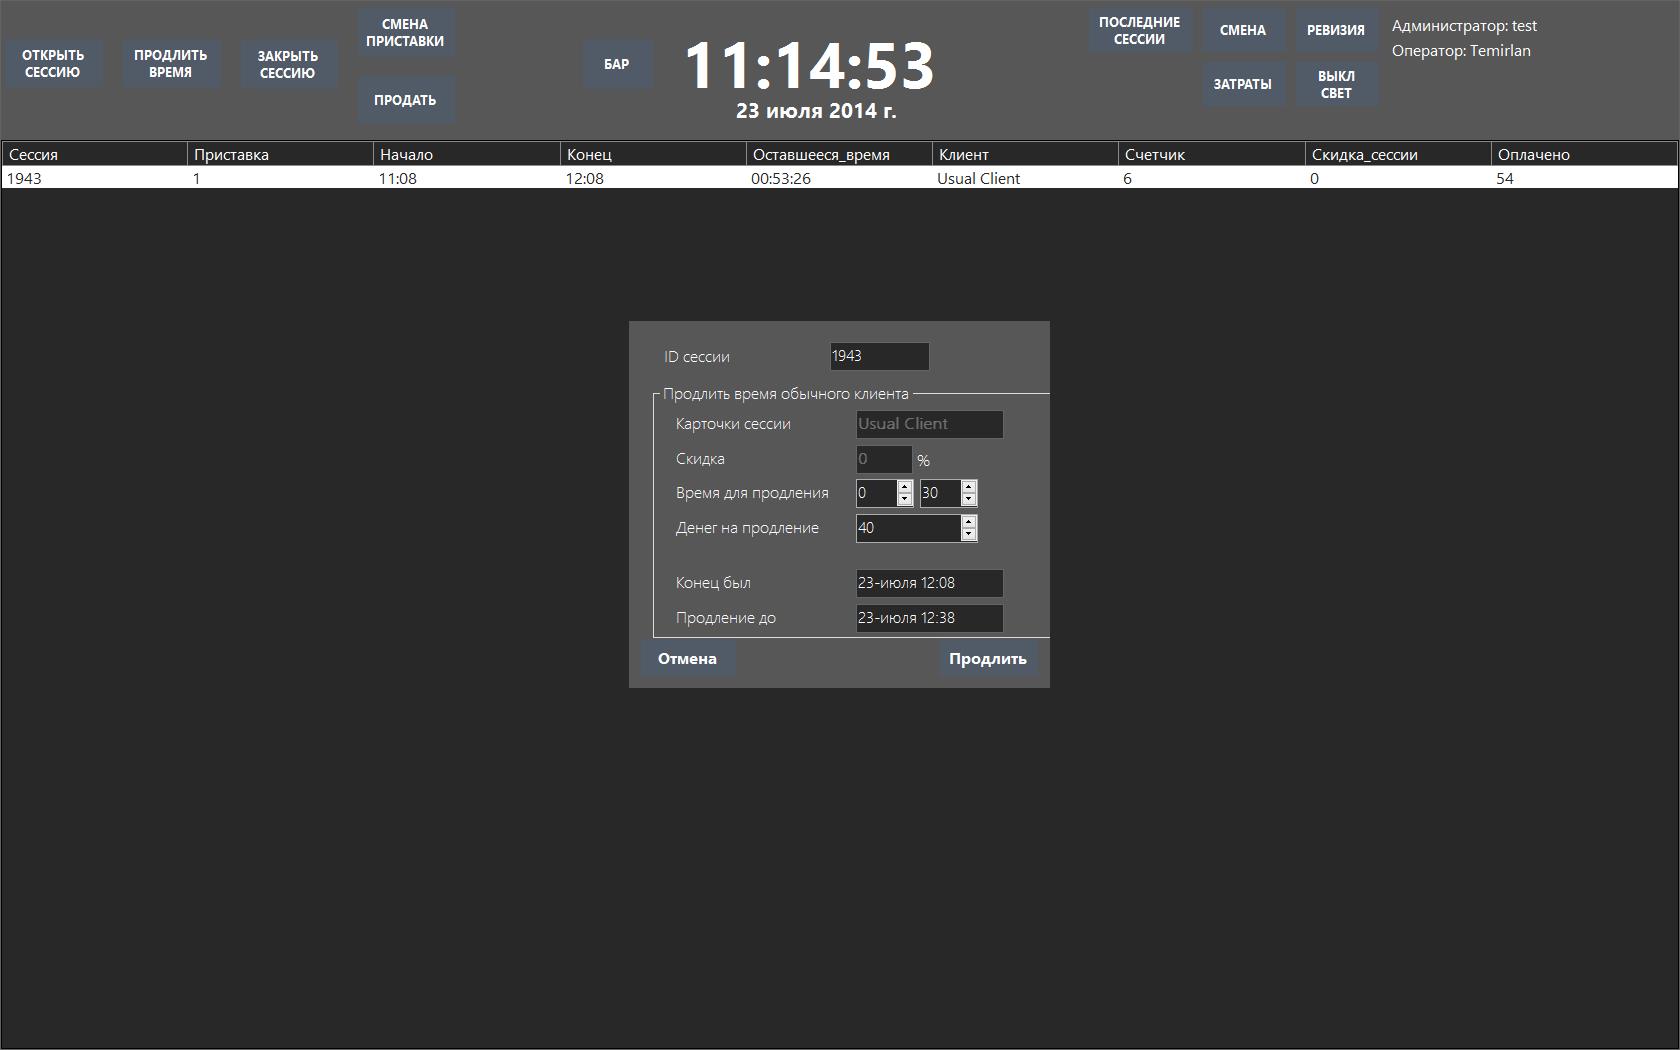 ОТКРЫТЬ
СЕССИЮ
ПРОДЛИТЬ
ВРЕМЯ
ЗАКРЫТЬ
СЕССИЮ
СМЕНА
ПРИСТАВКИ
ПРОДАТЬ
БАР
11:14:53
23 июля 2014 г.
ПОСЛЕДНИЕ
СЕССИИ
СМЕНА
РЕВИЗИЯ
ЗАТРАТЫ
ВЫКЛ
СВЕТ
Администратор: test
Оператор: Temirlan
Сессия Приставка Начало Конец Оставшееся_время Клиент Счетчик Скидка_сессии Оплачено
1943 1 11:08 12:08 00:53:26 Usual Client 6 0 54
ID сессии 1943
Продлить время обычного клиента
Карточки сессии Usual Client
Скидка 0 %
Время для продления 0 30
Денег на продление 40
Конец был 23-июля 12:08
Продление до 23-июля 12:38
Отмена Продлить